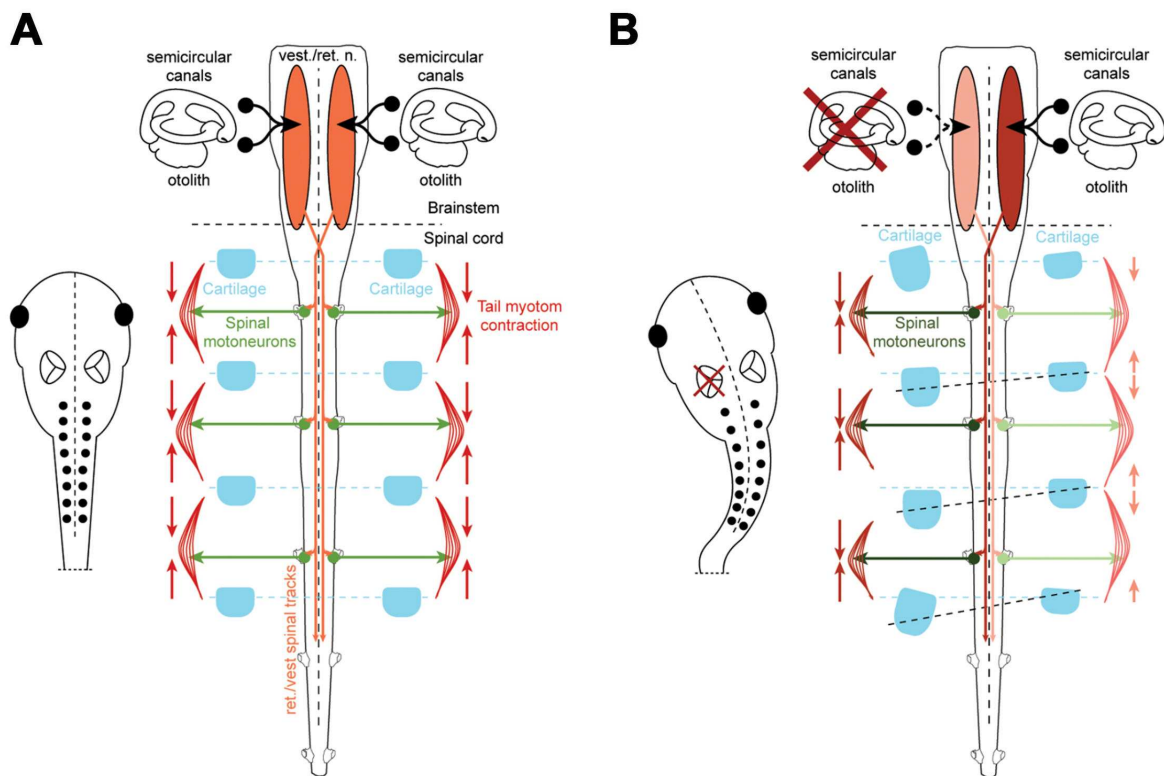 A
semicircular
canals
vest./ret. n.
semicircular
canals
otolith
otolith
Brainstem
Spinal cord
Cartilage
Cartilage
Tail myotom
contraction
Spinal
motoneurons
ret./vest spinal tracks
B
semicircular
canals
semicircular
canals
otolith
otolith
Cartilage
Cartilage
Spinal
motoneurons